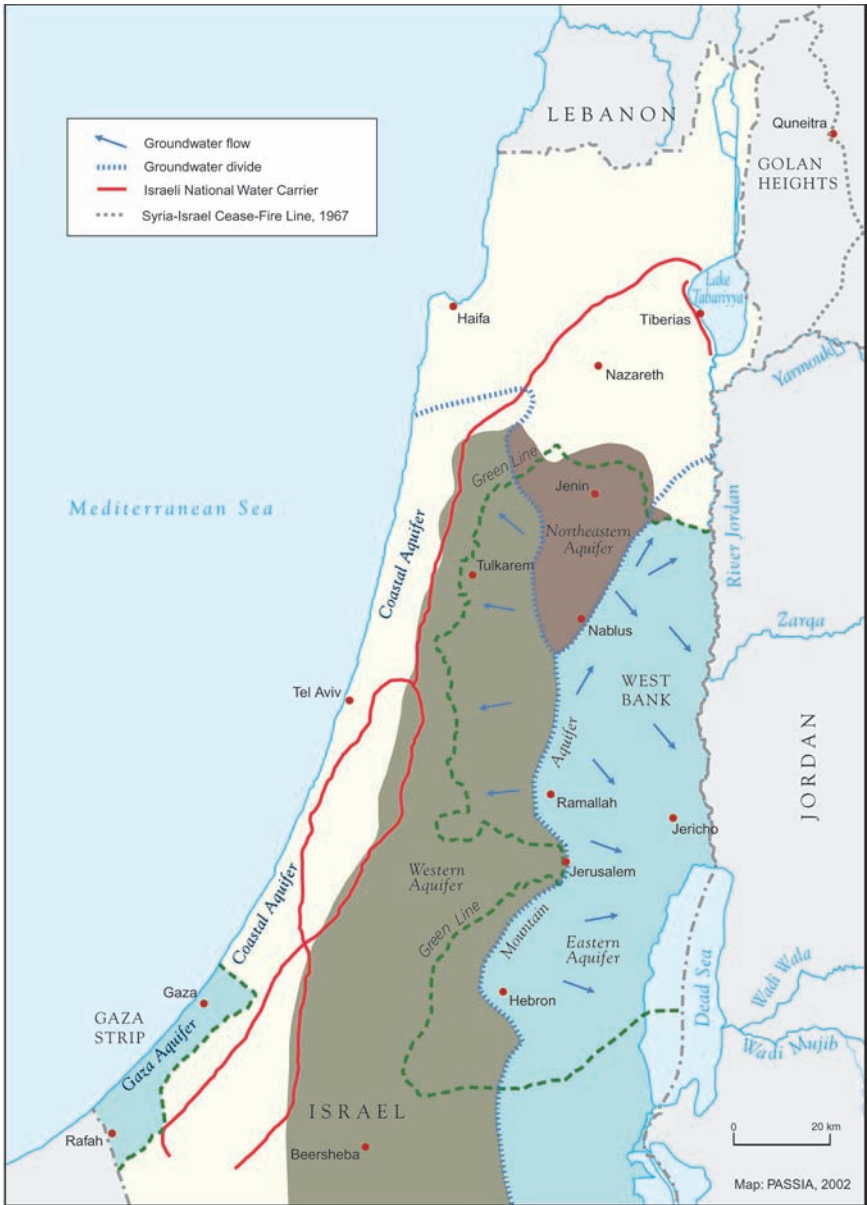 Groundwater flow
Groundwater divide
Israeli National Water Carrier
Syria-Israel Cease-Fire Line, 1967
LEBANON
Quneitra
GOLAN
HEIGHTS
Haifa
Lake
Tabariyya
Tiberias
Nazareth
Yarmouk
Green Line
Jenin
Mediterranean Sea
Northeastern
Aquifer
River Jordan
Coastal Aquifer
Tulkarem
Nablus
Zarqa
Tel Aviv
WEST
BANK
Aquifer
JORDAN
Ramallah
Jericho
Jerusalem
Western
Aquifer
Green Line
Mountain
Eastern
Aquifer
Coastal Aquifer
Hebron
Dead Sea
Wadi Wala
Wadi Mujib
Gaza
GAZA
STRIP
Gaza Aquifer
ISRAEL
Rafah
Beersheba
0 20 km
Map: PASSIA, 2002